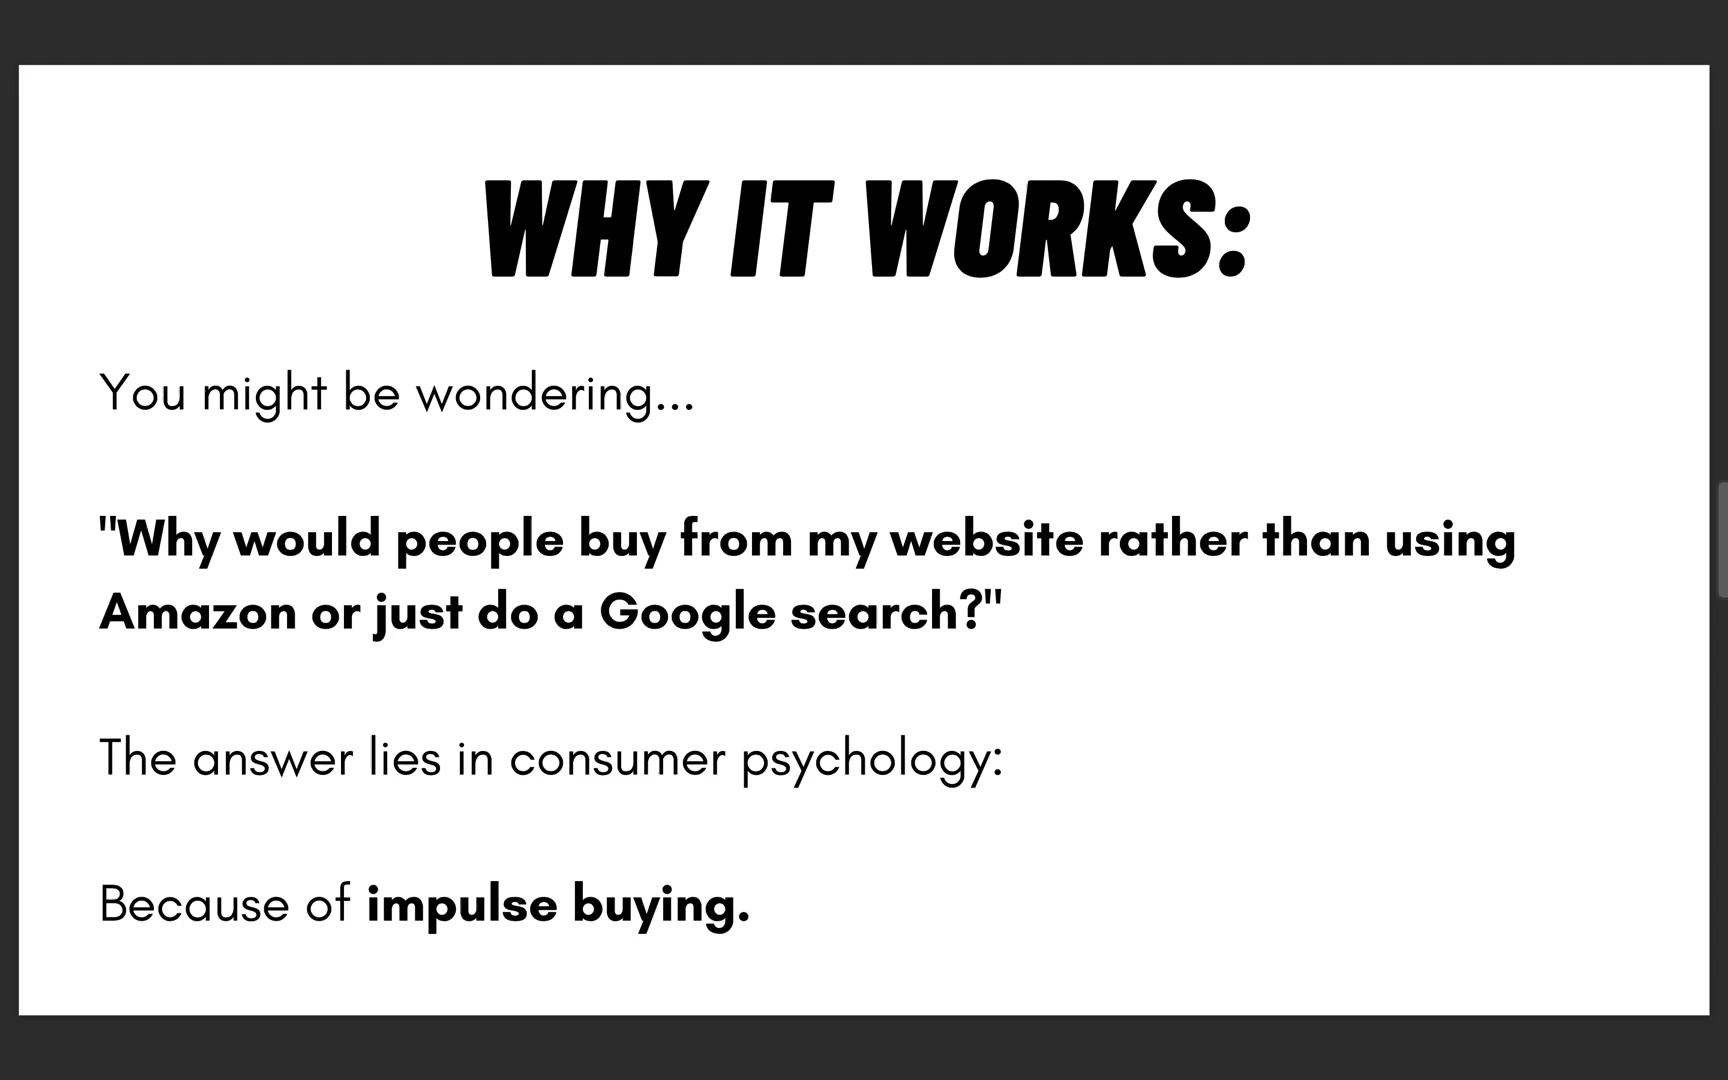 WHY IT WORKS:
You might be wondering...
"Why would people buy from my website rather than using
Amazon or just do a Google search?"
The answer lies in consumer psychology:
Because of impulse buying.